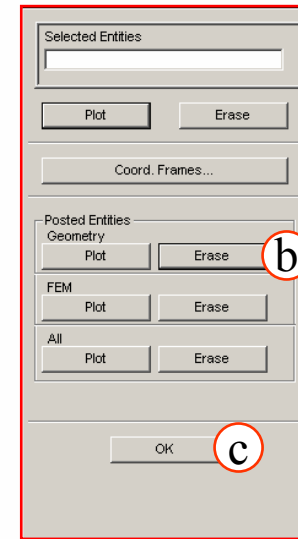 Selected Entities
Plot Erase
Coord. Frames...
Posted Entities
Geometry
Plot Erase b
FEM
Plot Erase
All
Plot Erase
OK c